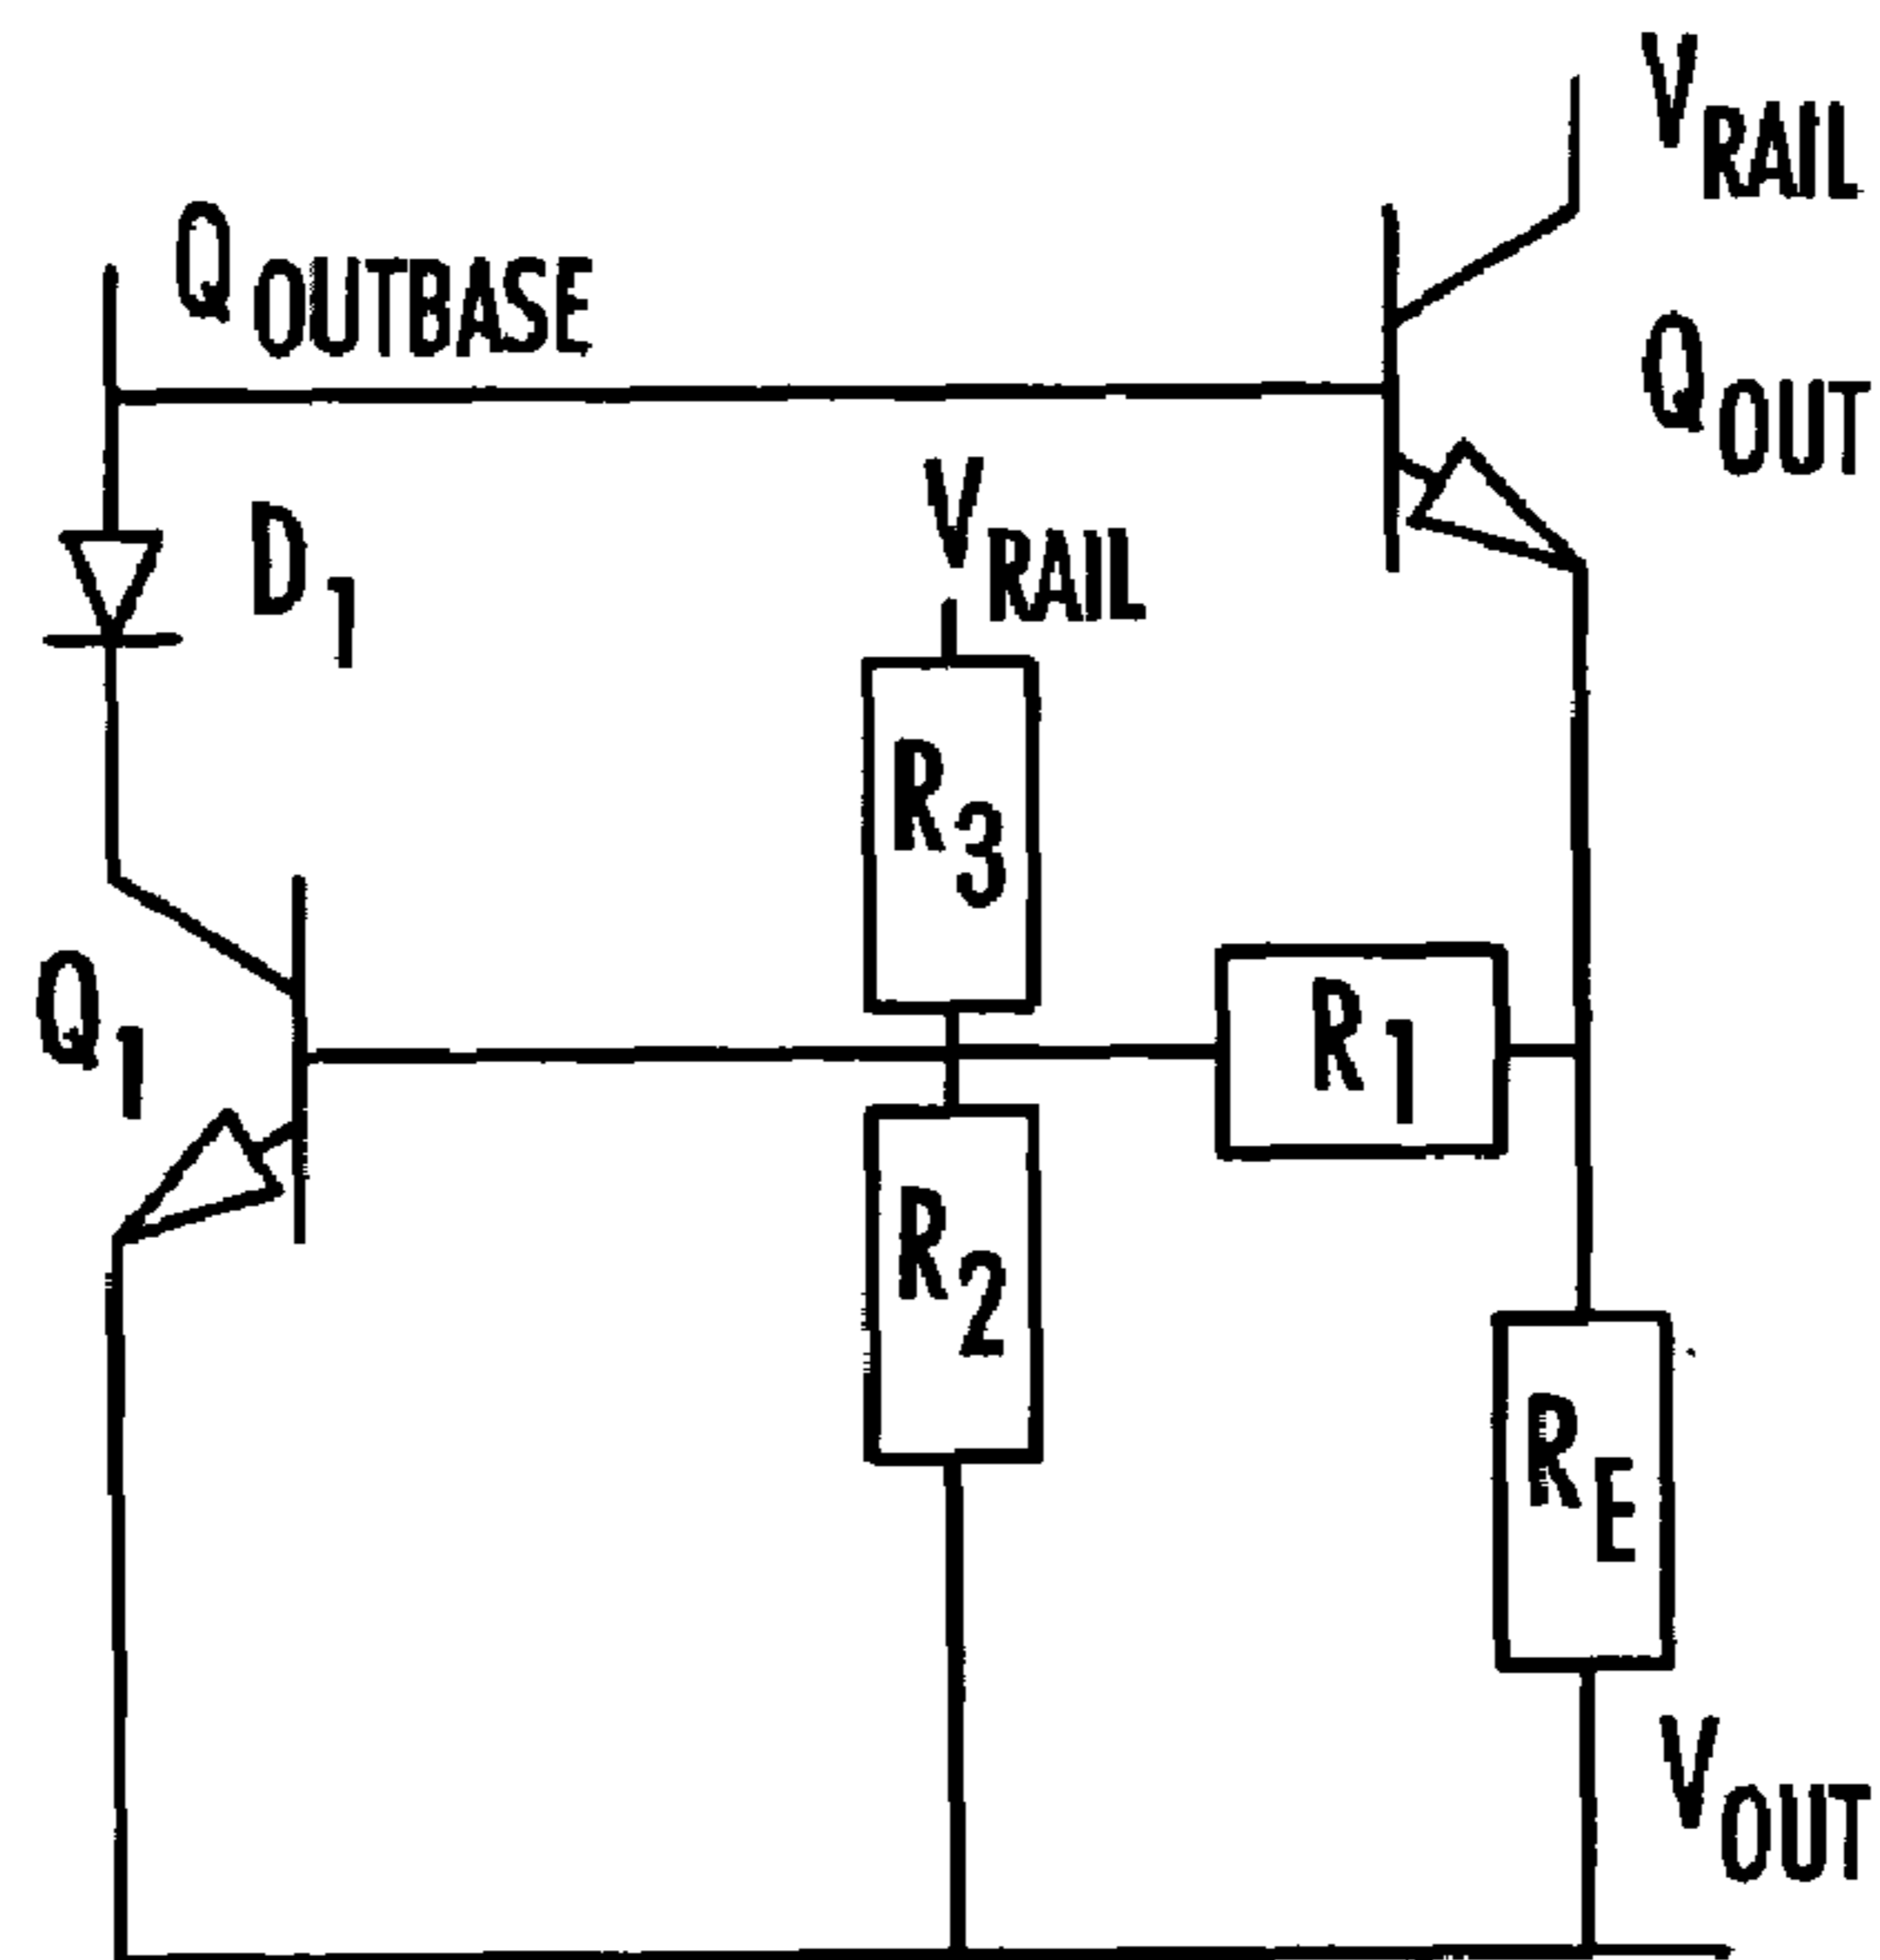 VRAIL
QOUTBASE
QOUT
VRAIL
D1
R3
Q1
R1
R2
RE
VOUT